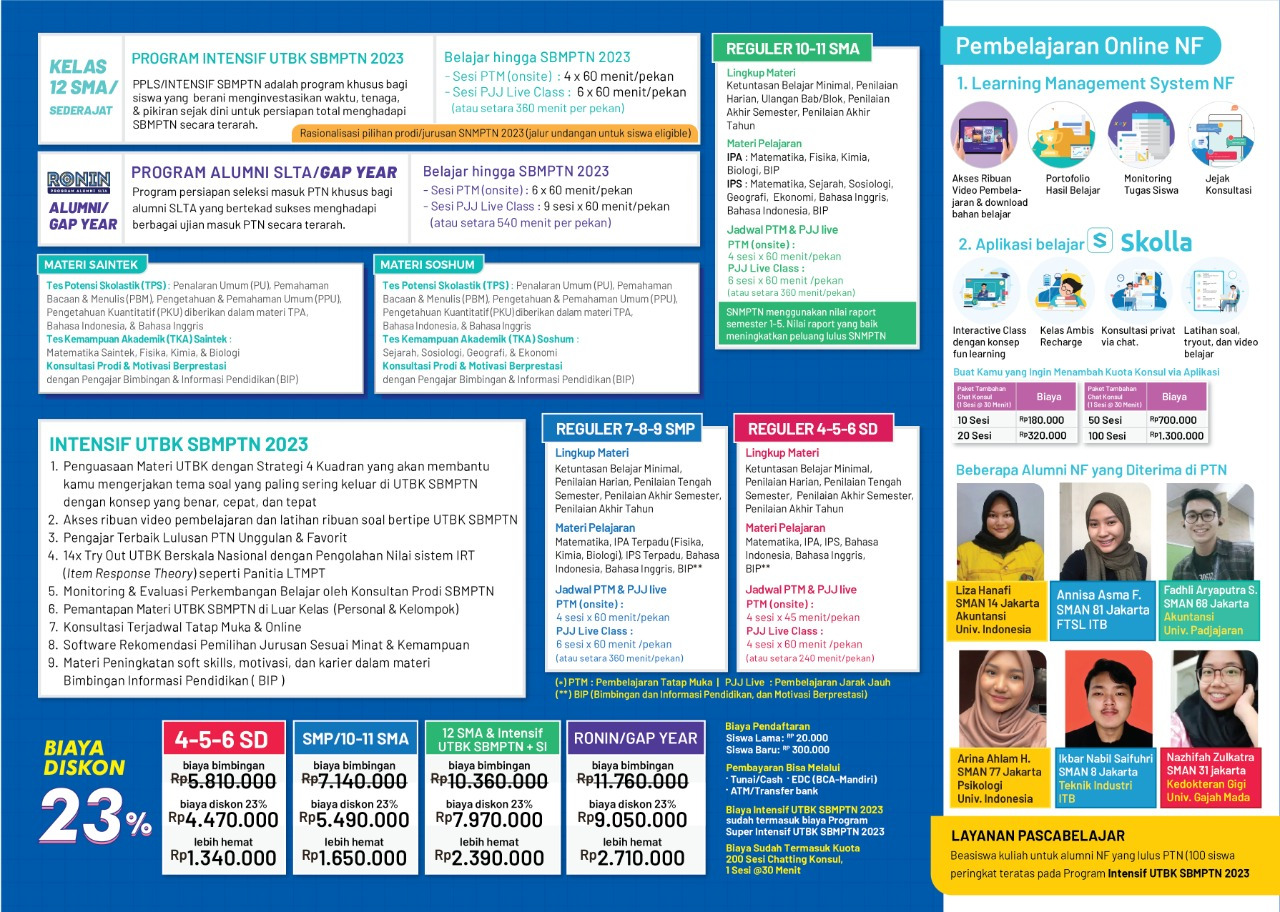 KELAS
12 SMA/
SEDERAJAT
PROGRAM INTENSIF UTBK SBMPTN 2023
PPLS/INTENSIF SBMPTN adalah program khusus bagi
siswa yang berani menginvestasikan waktu, tenaga,
& pikiran sejak dini untuk persiapan total menghadapi
SBMPTN secara terarah.
Belajar hingga SBMPTN 2023
- Sesi PTM (onsite) : 4 x 60 menit/pekan
- Sesi PJJ Live Class : 6 x 60 menit/pekan
(atau setara 360 menit per pekan)
Rasionalisasi pilihan prodi/jurusan SNMPTN 2023 (jalur undangan untuk siswa eligible)
RONIN
PROGRAM ALUMNI SLTA
ALUMNI/
GAP YEAR
PROGRAM ALUMNI SLTA/GAP YEAR
Program persiapan seleksi masuk PTN khusus bagi
alumni SLTA yang bertekad sukses menghadapi
berbagai ujian masuk PTN secara terarah.
Belajar hingga SBMPTN 2023
- Sesi PTM (onsite) : 6 x 60 menit/pekan
- Sesi PJJ Live Class : 9 sesi x 60 menit/pekan
(atau setara 540 menit per pekan)
MATERI SAINTEK
Tes Potensi Skolastik (TPS) : Penalaran Umum (PU), Pemahaman
Bacaan & Menulis (PBM), Pengetahuan & Pemahaman Umum (PPU),
Pengetahuan Kuantitatif (PKU) diberikan dalam materi TPA,
Bahasa Indonesia, & Bahasa Inggris
Tes Kemampuan Akademik (TKA) Saintek :
Matematika Saintek, Fisika, Kimia, & Biologi
Konsultasi Prodi & Motivasi Berprestasi
dengan Pengajar Bimbingan & Informasi Pendidikan (BIP)
MATERI SOSHUM
Tes Potensi Skolastik (TPS) : Penalaran Umum (PU), Pemahaman
Bacaan & Menulis (PBM), Pengetahuan & Pemahaman Umum (PPU),
Pengetahuan Kuantitatif (PKU) diberikan dalam materi TPA,
Bahasa Indonesia, & Bahasa Inggris
Tes Kemampuan Akademik (TKA) Soshum :
Sejarah, Sosiologi, Geografi, & Ekonomi
Konsultasi Prodi & Motivasi Berprestasi
dengan Pengajar Bimbingan & Informasi Pendidikan (BIP)
REGULER 10-11 SMA
Lingkup Materi
Ketuntasan Belajar Minimal, Penilaian
Harian, Ulangan Bab/Blok, Penilaian
Akhir Semester, Penilaian Akhir
Tahun
Materi Pelajaran
IPA : Matematika, Fisika, Kimia,
Biologi, BIP
IPS : Matematika, Sejarah, Sosiologi,
Geografi, Ekonomi, Bahasa Inggris,
Bahasa Indonesia, BIP
Jadwal PTM & PJJ live
PTM (onsite) :
4 sesi x 60 menit/pekan
PJJ Live Class :
6 sesi x 60 menit /pekan
(atau setara 360 menit/pekan)
SNMPTN menggunakan nilai raport
semester 1-5. Nilai raport yang baik
meningkatkan peluang lulus SNMPTN
INTENSIF UTBK SBMPTN 2023
1. Penguasaan Materi UTBK dengan Strategi 4 Kuadran yang akan membantu
kamu mengerjakan tema soal yang paling sering keluar di UTBK SBMPTN
dengan konsep yang benar, cepat, dan tepat
2. Akses ribuan video pembelajaran dan latihan ribuan soal bertipe UTBK SBMPTN
3. Pengajar Terbaik Lulusan PTN Unggulan & Favorit
4. 14x Try Out UTBK Berskala Nasional dengan Pengolahan Nilai sistem IRT
(Item Response Theory) seperti Panitia LTMPT
5. Monitoring & Evaluasi Perkembangan Belajar oleh Konsultan Prodi SBMPTN
6. Pemantapan Materi UTBK SBMPTN di Luar Kelas (Personal & Kelompok)
7. Konsultasi Terjadwal Tatap Muka & Online
8. Software Rekomendasi Pemilihan Jurusan Sesuai Minat & Kemampuan
9. Materi Peningkatan soft skills, motivasi, dan karier dalam materi
Bimbingan Informasi Pendidikan ( BIP )
REGULER 7-8-9 SMP
Lingkup Materi
Ketuntasan Belajar Minimal,
Penilaian Harian, Penilaian Tengah
Semester, Penilaian Akhir Semester,
Penilaian Akhir Tahun
Materi Pelajaran
Matematika, IPA Terpadu (Fisika,
Kimia, Biologi), IPS Terpadu, Bahasa
Indonesia, Bahasa Inggris, BIP**
Jadwal PTM & PJJ live
PTM (onsite) :
4 sesi x 60 menit/pekan
PJJ Live Class :
6 sesi x 60 menit /pekan
(atau setara 360 menit/pekan)
REGULER 4-5-6 SD
Lingkup Materi
Ketuntasan Belajar Minimal,
Penilaian Harian, Penilaian Tengah
Semester, Penilaian Akhir Semester,
Penilaian Akhir Tahun
Materi Pelajaran
Matematika, IPA, IPS, Bahasa
Indonesia, Bahasa Inggris,
BIP**
Jadwal PTM & PJJ live
PTM (onsite) :
4 sesi x 45 menit/pekan
PJJ Live Class :
4 sesi x 60 menit /pekan
(atau setara 240 menit/pekan)
(*) PTM : Pembelajaran Tatap Muka | PJJ Live : Pembelajaran Jarak Jauh
(**) BIP (Bimbingan dan Informasi Pendidikan, dan Motivasi Berprestasi)
BIAYA
DISKON
23%
4-5-6 SD
biaya bimbingan
Rp5.810.000
biaya diskon 23%
Rp4.470.000
lebih hemat
Rp1.340.000
SMP/10-11 SMA
biaya bimbingan
Rp7.140.000
biaya diskon 23%
Rp5.490.000
lebih hemat
Rp1.650.000
12 SMA & Intensif
UTBK SBMPTN + SI
biaya bimbingan
Rp10.360.000
biaya diskon 23%
Rp7.970.000
lebih hemat
Rp2.390.000
RONIN/GAP YEAR
biaya bimbingan
Rp11.760.000
biaya diskon 23%
Rp9.050.000
lebih hemat
Rp2.710.000
Biaya Pendaftaran
Siswa Lama: RP 20.000
Siswa Baru: RP 300.000
Pembayaran Bisa Melalui
· Tunai/Cash · EDC (BCA-Mandiri)
· ATM/Transfer bank
Biaya Intensif UTBK SBMPTN 2023
sudah termasuk biaya Program
Super Intensif UTBK SBMPTN 2023
Biaya Sudah Termasuk Kuota
200 Sesi Chatting Konsul,
1 Sesi @30 Menit
Pembelajaran Online NF
1. Learning Management System NF
Akses Ribuan
Video Pembela-
jaran & download
bahan belajar
Portofolio
Hasil Belajar
Monitoring
Tugas Siswa
Jejak
Konsultasi
2. Aplikasi belajar S Skolla
Interactive Class
dengan konsep
fun learning
Kelas Ambis
Recharge
Konsultasi privat
via chat.
Latihan soal,
tryout, dan video
belajar
Buat Kamu yang Ingin Menambah Kuota Konsul via Aplikasi
Paket Tambahan
Chat Konsul
(1 Sesi @ 30 Menit)
Biaya
10 Sesi Rp180.000
20 Sesi Rp320.000
Paket Tambahan
Chat Konsul
(1 Sesi @ 30 Menit)
Biaya
50 Sesi Rp700.000
100 Sesi Rp1.300.000
Beberapa Alumni NF yang Diterima di PTN
Liza Hanafi
SMAN 14 Jakarta
Akuntansi
Univ. Indonesia
Annisa Asma F.
SMAN 81 Jakarta
FTSL ITB
Fadhli Aryaputra S.
SMAN 68 Jakarta
Akuntansi
Univ. Padjajaran
Arina Ahlam H.
SMAN 77 Jakarta
Psikologi
Univ. Indonesia
Ikbar Nabil Saifuhri
SMAN 8 Jakarta
Teknik Industri
ITB
Nazhifah Zulkatra
SMAN 31 jakarta
Kedokteran Gigi
Univ. Gajah Mada
LAYANAN PASCABELAJAR
Beasiswa kuliah untuk alumni NF yang lulus PTN (100 siswa
peringkat teratas pada Program Intensif UTBK SBMPTN 2023